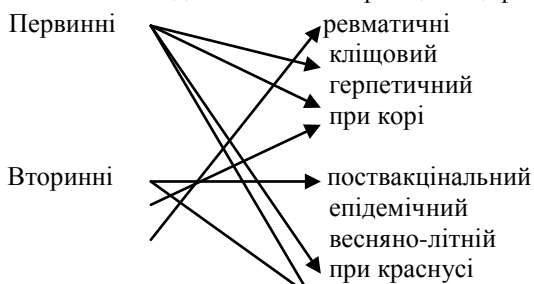 Первинні ревматичні
кліщовий
герпетичний
при корі
Вторинні поствакцінальний
епідемічний
весняно-літній
при краснусі